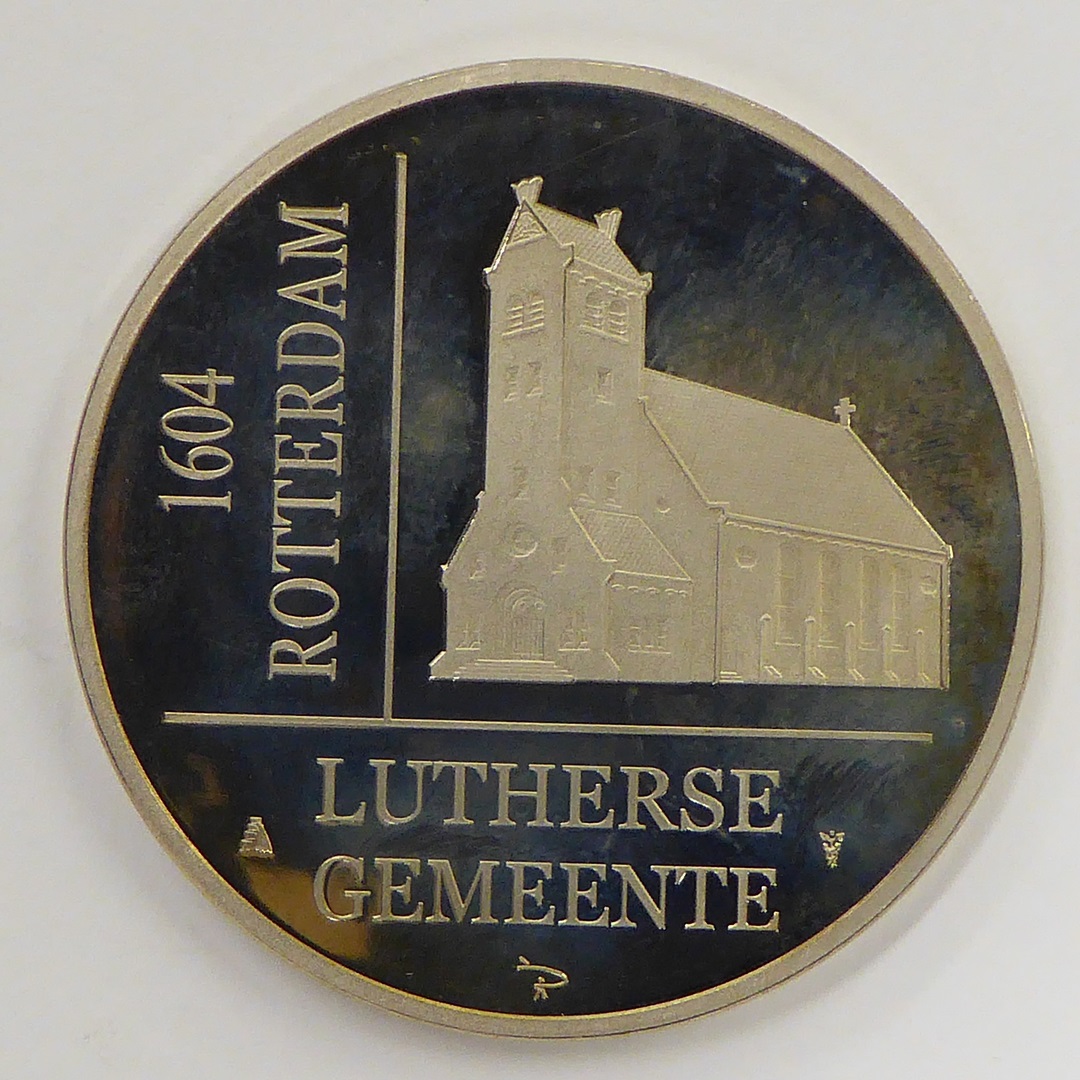 1604
ROTTERDAM
LUTHERSE
GEMEENTE